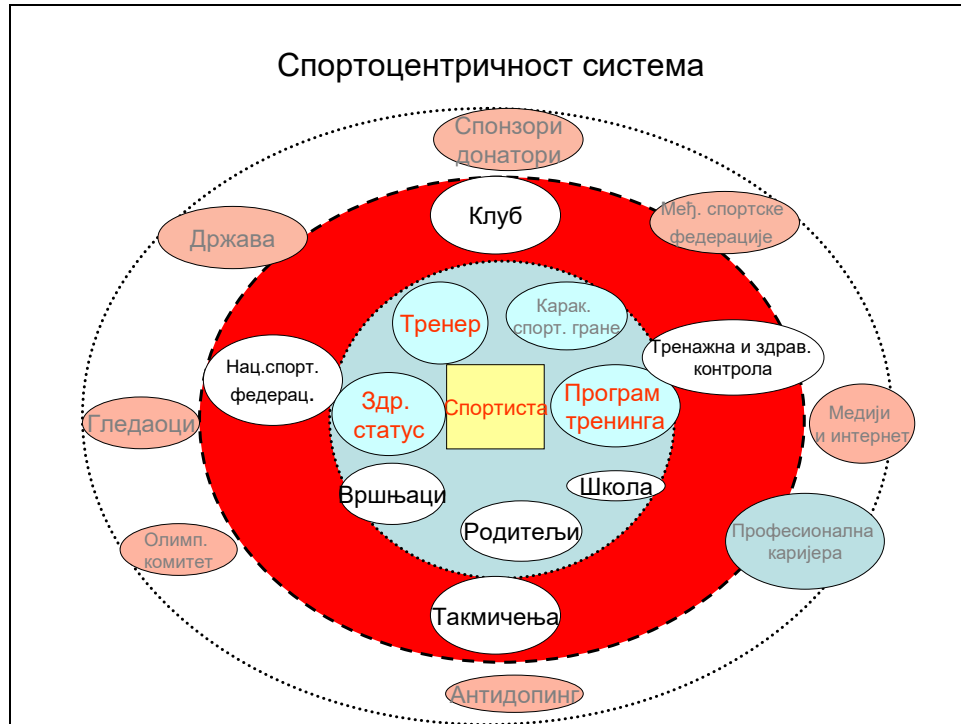 Спортоцентричност система
Спонзори
донатори
Клуб
Међ. спортске
федерације
Држава
Тренер
Карак.
спорт. гране
Тренажна и здрав.
контрола
Нац.спорт.
федерац.
Здр.
статус
Спортиста
Програм
тренинга
Гледаоци
Медији
и интернет
Вршњаци
Школа
Родитељи
Олимп.
комитет
Професионална
каријера
Такмичења
Антидопинг